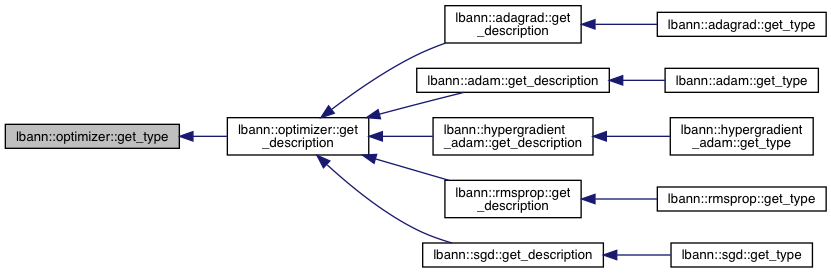 lbann::optimizer::get_type
lbann::optimizer::get
_description
lbann::adagrad::get
_description
lbann::adagrad::get_type
lbann::adam::get_description
lbann::adam::get_type
lbann::hypergradient
_adam::get_description
lbann::hypergradient
_adam::get_type
lbann::rmsprop::get
_description
lbann::rmsprop::get_type
lbann::sgd::get_description
lbann::sgd::get_type